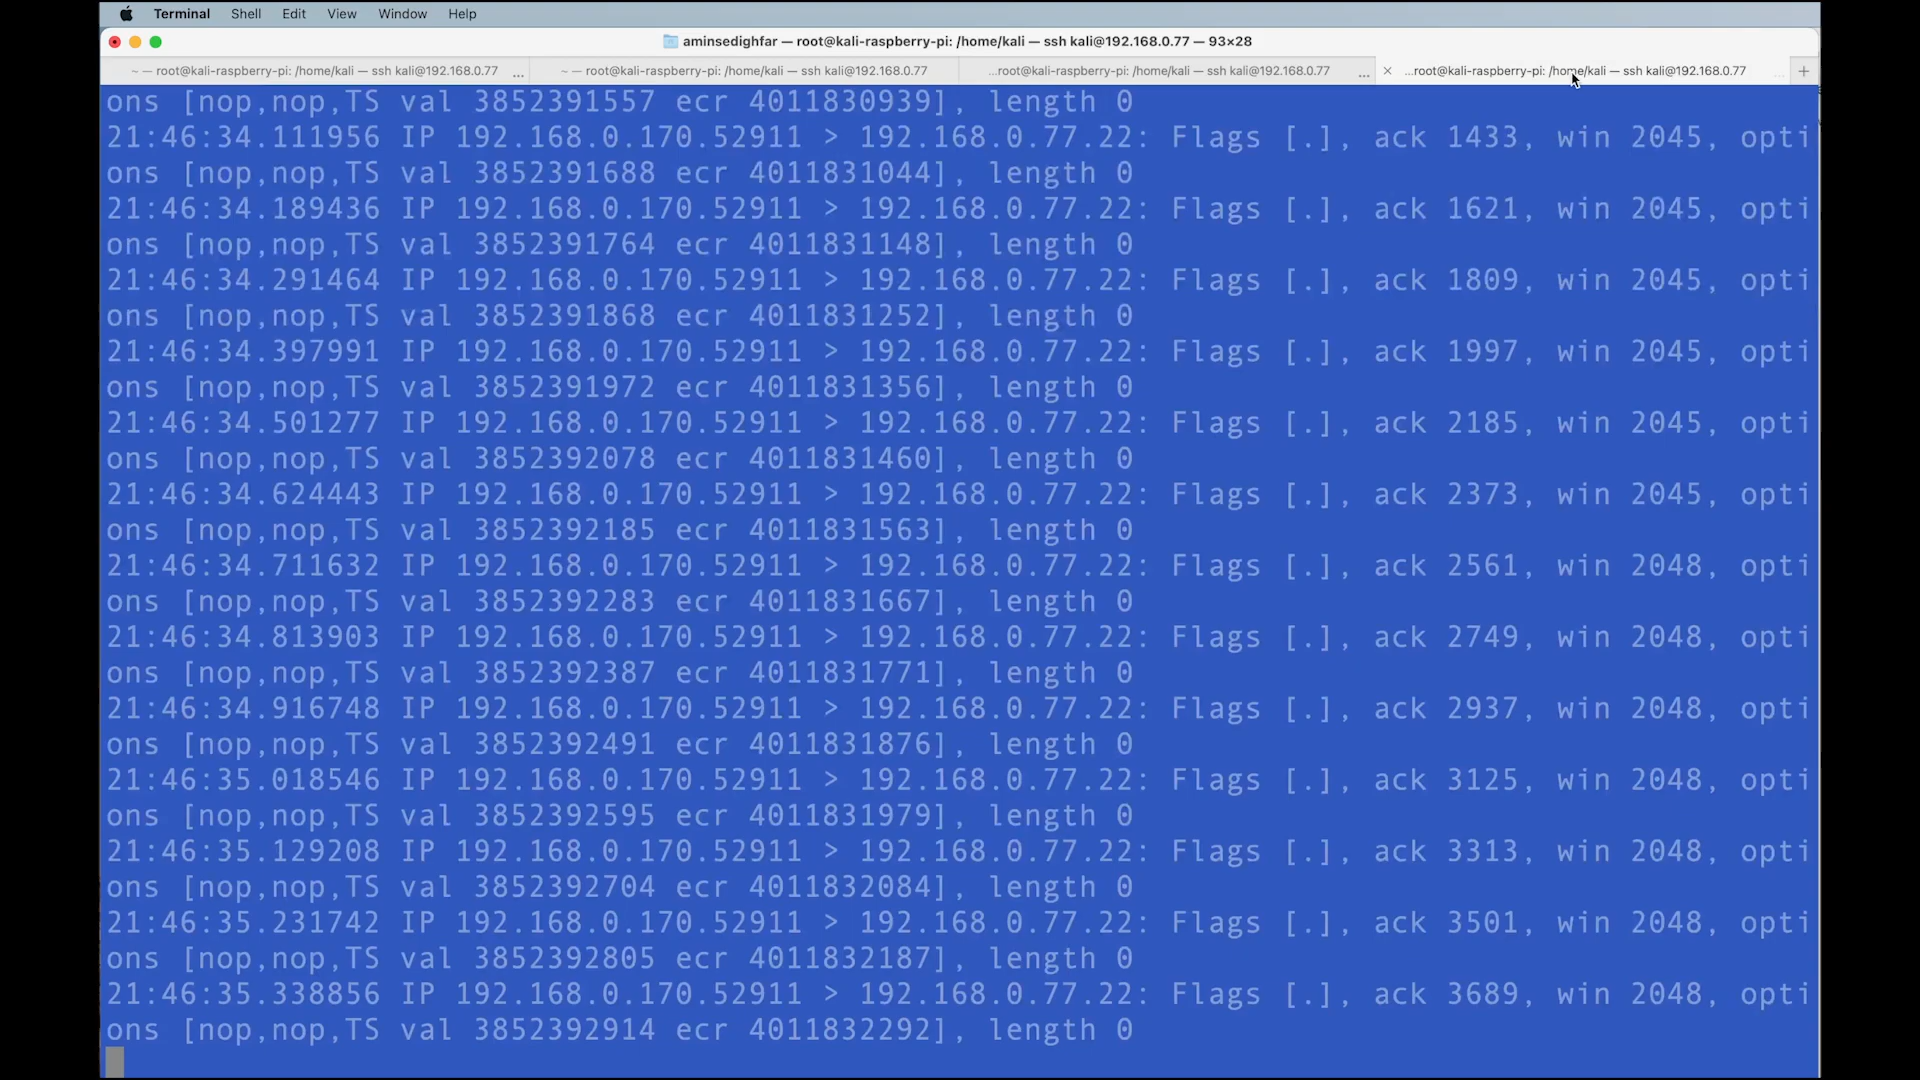 Terminal Shell Edit View Window Help
aminsedighfar — root@kali-raspberry-pi: /home/kali — ssh kali@192.168.0.77 — 93×28
~ — root@kali-raspberry-pi: /home/kali — ssh kali@192.168.0.77 ... ~ — root@kali-raspberry-pi: /home/kali — ssh kali@192.168.0.77 ...root@kali-raspberry-pi: /home/kali — ssh kali@192.168.0.77 ... ...root@kali-raspberry-pi: /home/kali — ssh kali@192.168.0.77 ...
ons [nop,nop,TS val 3852391557 ecr 4011830939], length 0
21:46:34.111956 IP 192.168.0.170.52911 > 192.168.0.77.22: Flags [.], ack 1433, win 2045, opti
ons [nop,nop,TS val 3852391688 ecr 4011831044], length 0
21:46:34.189436 IP 192.168.0.170.52911 > 192.168.0.77.22: Flags [.], ack 1621, win 2045, opti
ons [nop,nop,TS val 3852391764 ecr 4011831148], length 0
21:46:34.291464 IP 192.168.0.170.52911 > 192.168.0.77.22: Flags [.], ack 1809, win 2045, opti
ons [nop,nop,TS val 3852391868 ecr 4011831252], length 0
21:46:34.397991 IP 192.168.0.170.52911 > 192.168.0.77.22: Flags [.], ack 1997, win 2045, opti
ons [nop,nop,TS val 3852391972 ecr 4011831356], length 0
21:46:34.501277 IP 192.168.0.170.52911 > 192.168.0.77.22: Flags [.], ack 2185, win 2045, opti
ons [nop,nop,TS val 3852392078 ecr 4011831460], length 0
21:46:34.624443 IP 192.168.0.170.52911 > 192.168.0.77.22: Flags [.], ack 2373, win 2045, opti
ons [nop,nop,TS val 3852392185 ecr 4011831563], length 0
21:46:34.711632 IP 192.168.0.170.52911 > 192.168.0.77.22: Flags [.], ack 2561, win 2048, opti
ons [nop,nop,TS val 3852392283 ecr 4011831667], length 0
21:46:34.813903 IP 192.168.0.170.52911 > 192.168.0.77.22: Flags [.], ack 2749, win 2048, opti
ons [nop,nop,TS val 3852392387 ecr 4011831771], length 0
21:46:34.916748 IP 192.168.0.170.52911 > 192.168.0.77.22: Flags [.], ack 2937, win 2048, opti
ons [nop,nop,TS val 3852392491 ecr 4011831876], length 0
21:46:35.018546 IP 192.168.0.170.52911 > 192.168.0.77.22: Flags [.], ack 3125, win 2048, opti
ons [nop,nop,TS val 3852392595 ecr 4011831979], length 0
21:46:35.129208 IP 192.168.0.170.52911 > 192.168.0.77.22: Flags [.], ack 3313, win 2048, opti
ons [nop,nop,TS val 3852392704 ecr 4011832084], length 0
21:46:35.231742 IP 192.168.0.170.52911 > 192.168.0.77.22: Flags [.], ack 3501, win 2048, opti
ons [nop,nop,TS val 3852392805 ecr 4011832187], length 0
21:46:35.338856 IP 192.168.0.170.52911 > 192.168.0.77.22: Flags [.], ack 3689, win 2048, opti
ons [nop,nop,TS val 3852392914 ecr 4011832292], length 0